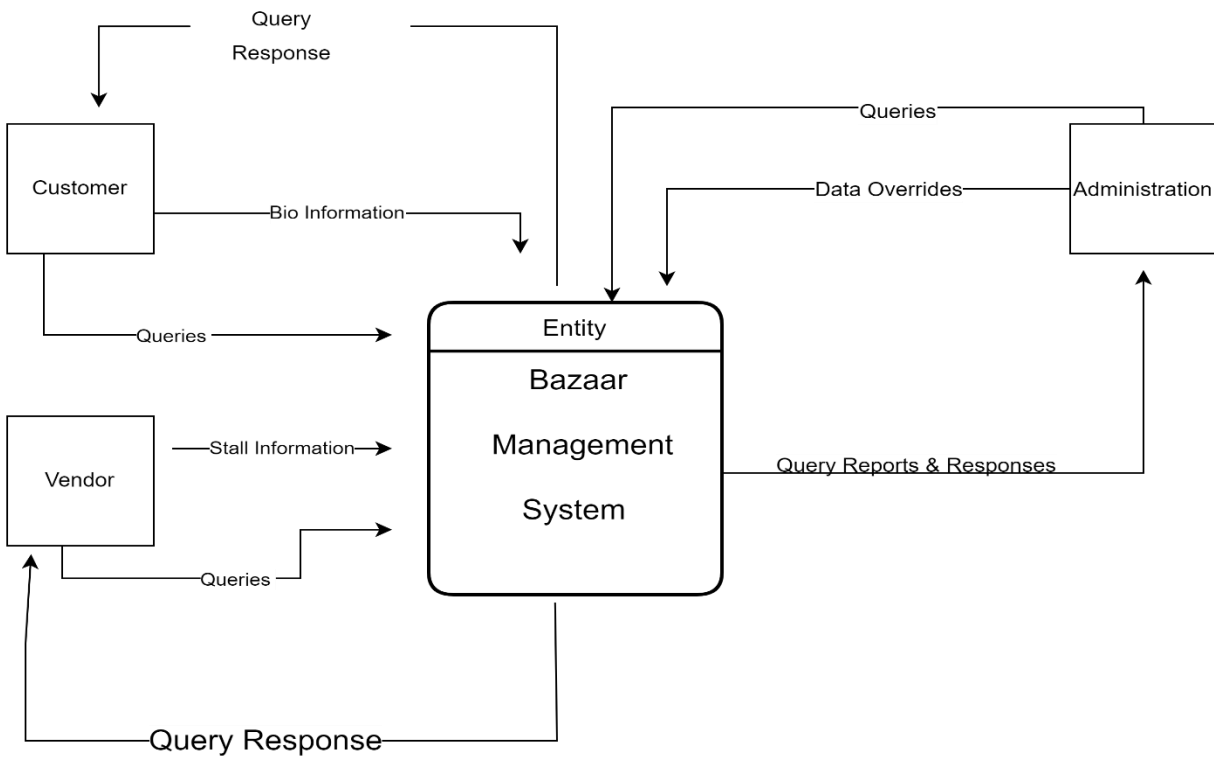 Query
Response
Queries
Customer
Data Overrides
Administration
Bio Information
Entity
Queries
Bazaar
Management
System
Stall Information
Vendor
Query Reports & Responses
Queries
Query Response